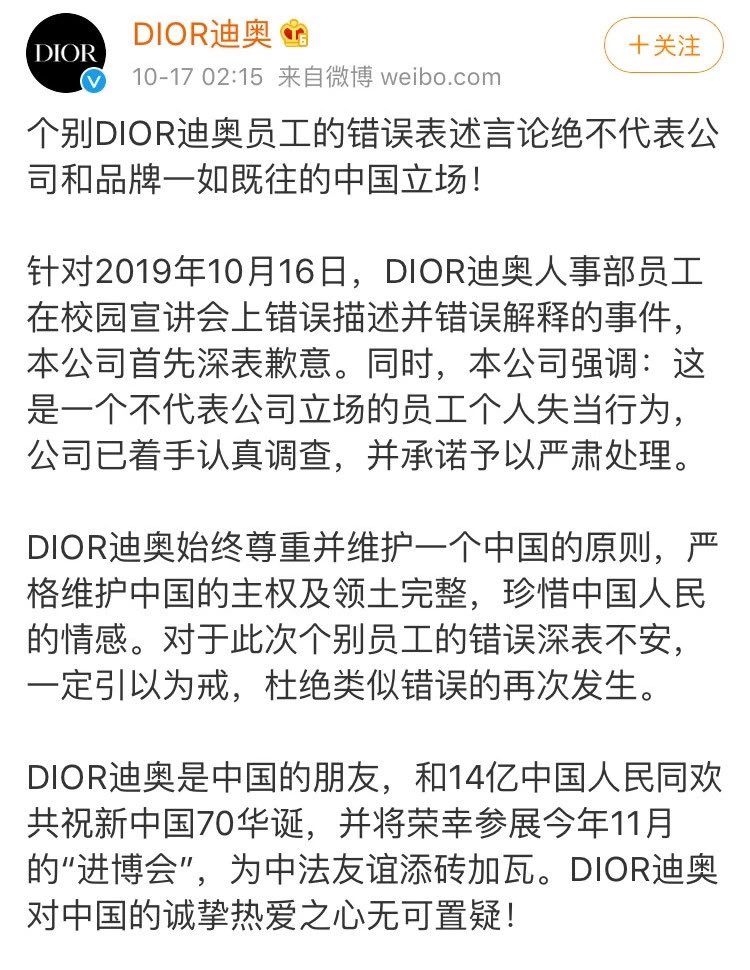 DIOR
DIOR迪奥
6
10-17 02:15 来自微博 weibo.com
+关注
个别DIOR迪奥员工的错误表述言论绝不代表公
司和品牌一如既往的中国立场！
针对2019年10月16日，DIOR迪奥人事部员工
在校园宣讲会上错误描述并错误解释的事件，
本公司首先深表歉意。同时，本公司强调：这
是一个不代表公司立场的员工个人失当行为，
公司已着手认真调查，并承诺予以严肃处理。
DIOR迪奥始终尊重并维护一个中国的原则，严
格维护中国的主权及领土完整，珍惜中国人民
的情感。对于此次个别员工的错误深表不安，
一定引以为戒，杜绝类似错误的再次发生。
DIOR迪奥是中国的朋友，和14亿中国人民同欢
共祝新中国70华诞，并将荣幸参展今年11月
的“进博会”，为中法友谊添砖加瓦。DIOR迪奥
对中国的诚挚热爱之心无可置疑！